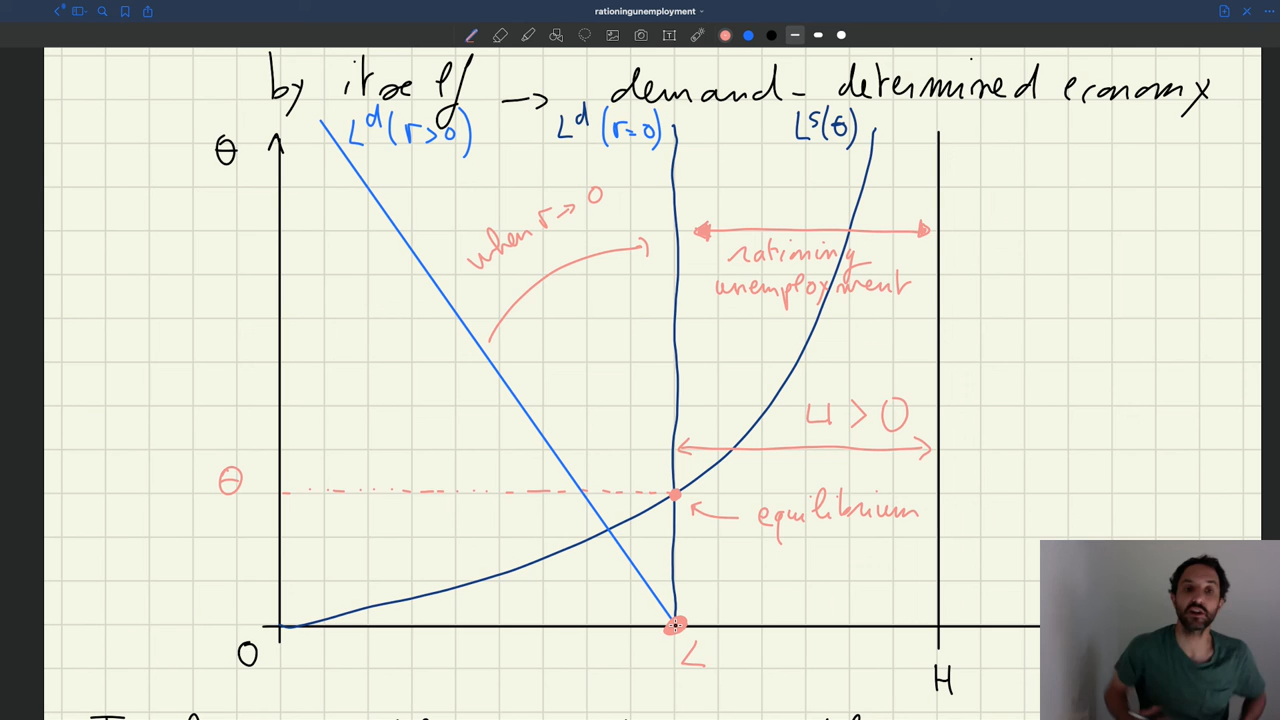 rationingunemployment
by itself → demand-determined economy
θ
L^d(r>0)
L^d(r=0)
L^s(θ)
when r → 0
rationing
unemployment
u > 0
θ
equilibrium
O
L
H